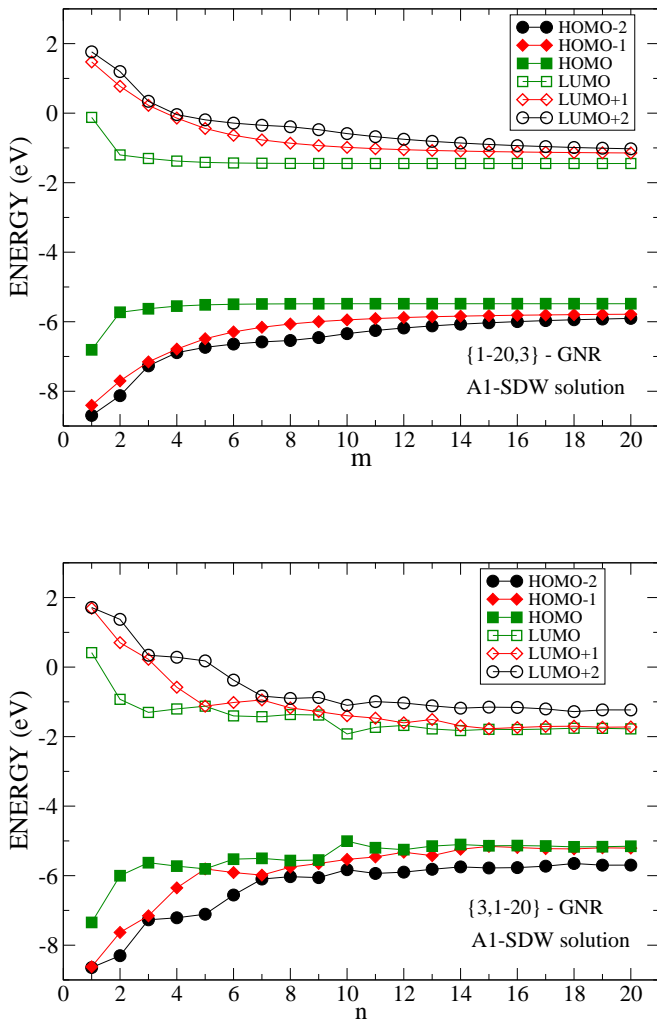 HOMO-2
HOMO-1
HOMO
LUMO
LUMO+1
LUMO+2
2
0
-2
-4
-6
-8
ENERGY (eV)
{1-20,3} - GNR
A1-SDW solution
0 2 4 6 8 10 12 14 16 18 20
m
HOMO-2
HOMO-1
HOMO
LUMO
LUMO+1
LUMO+2
2
0
-2
-4
-6
-8
ENERGY (eV)
{3,1-20} - GNR
A1-SDW solution
0 2 4 6 8 10 12 14 16 18 20
n